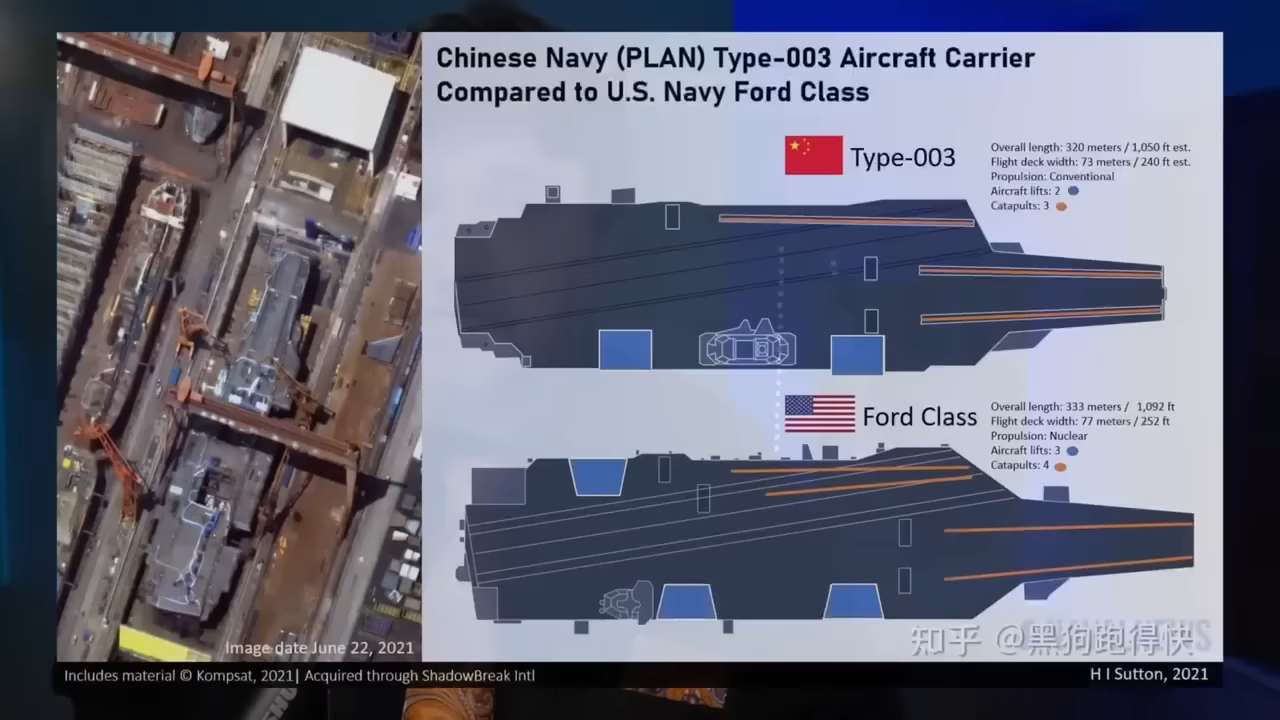 Chinese Navy (PLAN) Type-003 Aircraft Carrier
Compared to U.S. Navy Ford Class
Type-003
Overall length: 320 meters / 1,050 ft est.
Flight deck width: 73 meters / 240 ft est.
Propulsion: Conventional
Aircraft lifts: 2
Catapults: 3
Ford Class
Overall length: 333 meters / 1,092 ft
Flight deck width: 77 meters / 252 ft
Propulsion: Nuclear
Aircraft lifts: 3
Catapults: 4
知乎 @黑狗跑得快
Image date June 22, 2021
Includes material © Kompsat, 2021| Acquired through ShadowBreak Intl
H I Sutton, 2021